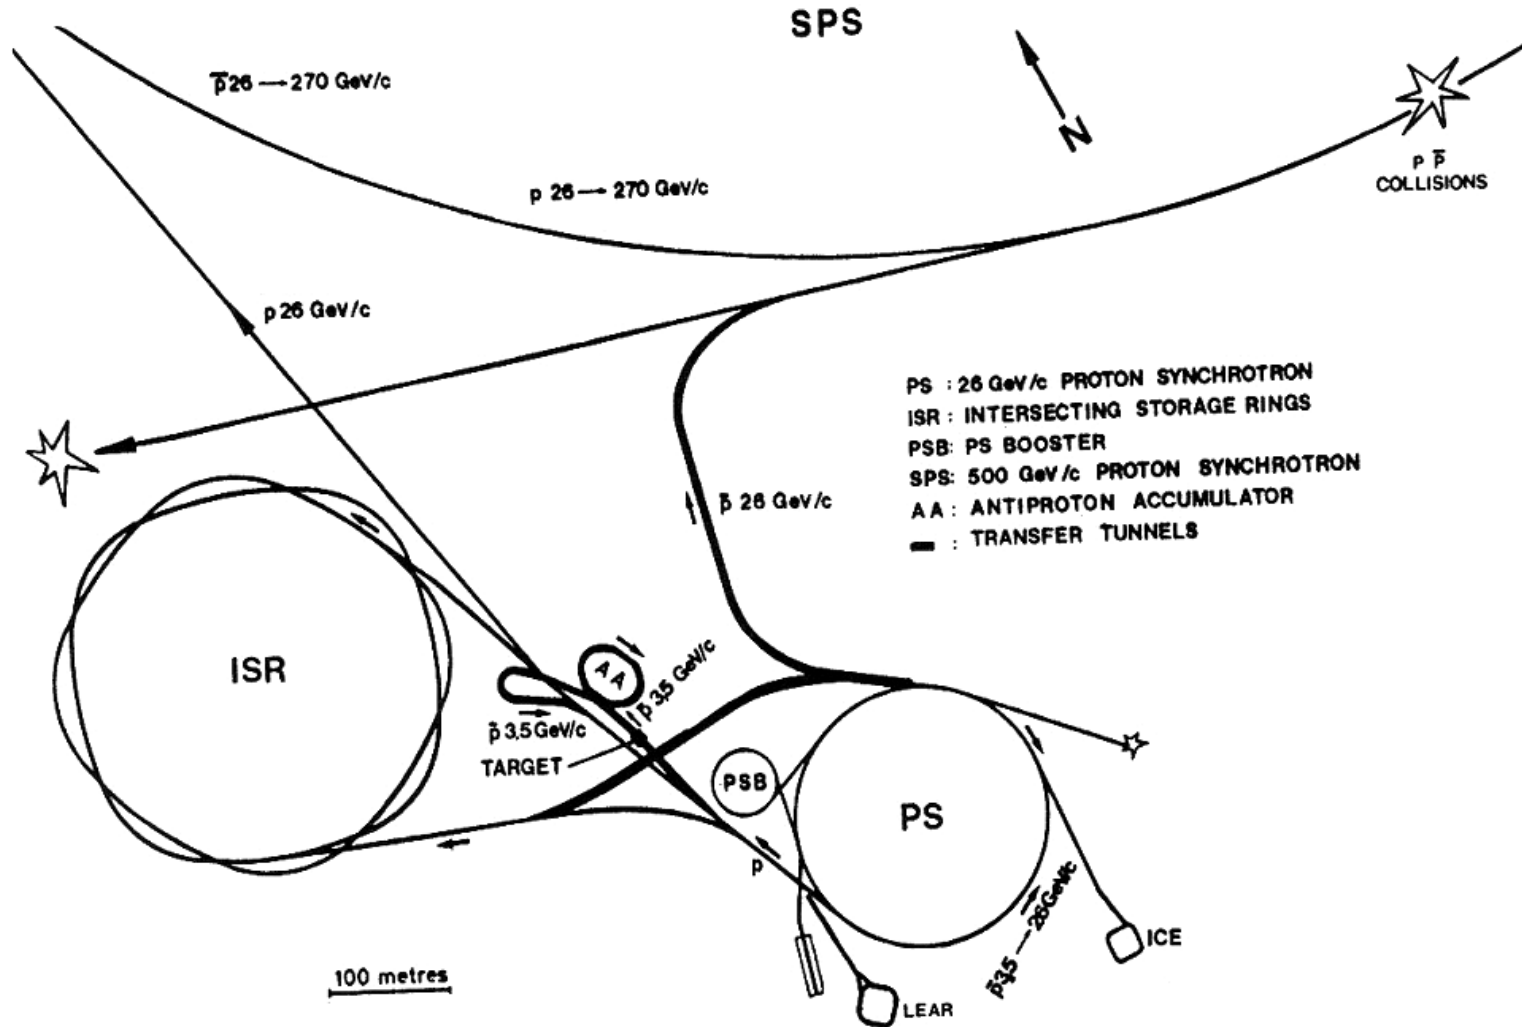 SPS
p̄ 26 → 270 GeV/c
N
p p̄
COLLISIONS
p 26 → 270 GeV/c
p 26 GeV/c
PS : 26 GeV/c PROTON SYNCHROTRON
ISR : INTERSECTING STORAGE RINGS
PSB: PS BOOSTER
SPS: 500 GeV/c PROTON SYNCHROTRON
AA : ANTIPROTON ACCUMULATOR
: TRANSFER TUNNELS
p̄ 26 GeV/c
ISR
AA
p̄ 3,5 GeV/c
p̄ 3,5 GeV/c
TARGET
PSB
PS
p
p̄ 3,5 → 26 GeV/c
ICE
LEAR
100 metres